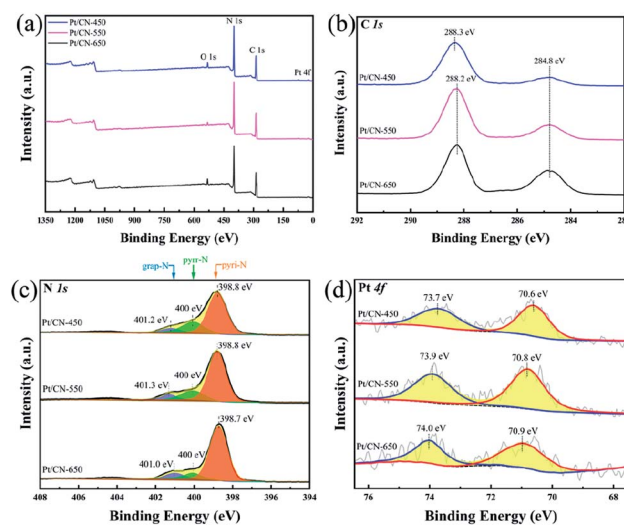 (a)
Pt/CN-450
Pt/CN-550
Pt/CN-650
N 1s
O 1s
C 1s
Pt 4f
Intensity (a.u.)
1350 1200 1050 900 750 600 450 300 150 0
Binding Energy (eV)
(b)
C 1s
288.3 eV
284.8 eV
Pt/CN-450
288.2 eV
Pt/CN-550
Pt/CN-650
Intensity (a.u.)
292 290 288 286 284 282
Binding Energy (eV)
grap-N pyrr-N pyri-N
(c)
N 1s
398.8 eV
400 eV
401.2 eV
Pt/CN-450
398.8 eV
400 eV
401.3 eV
Pt/CN-550
398.7 eV
400 eV
401.0 eV
Pt/CN-650
Intensity (a.u.)
408 406 404 402 400 398 396 394
Binding Energy (eV)
(d)
Pt 4f
73.7 eV
70.6 eV
Pt/CN-450
73.9 eV
70.8 eV
Pt/CN-550
74.0 eV
70.9 eV
Pt/CN-650
Intensity (a.u.)
76 74 72 70 68
Binding Energy (eV)